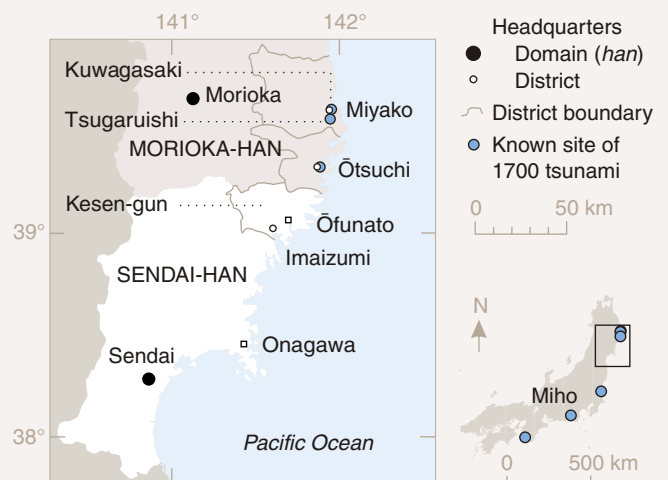 141°
142°
Kuwagasaki
Morioka
Miyako
Tsugaruishi
MORIOKA-HAN
Ōtsuchi
Kesen-gun
Ōfunato
39°
Imaizumi
SENDAI-HAN
Onagawa
Sendai
38°
Pacific Ocean
Headquarters
Domain (han)
District
District boundary
Known site of
1700 tsunami
0 50 km
N
Miho
0 500 km